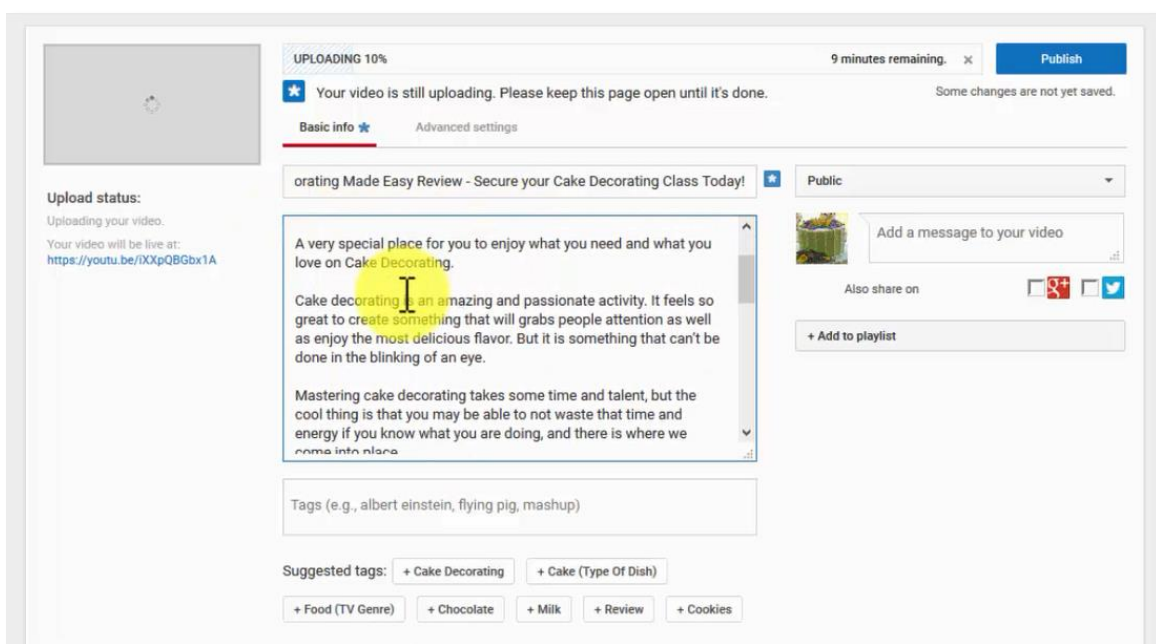 UPLOADING 10%
9 minutes remaining. ×
Publish
Your video is still uploading. Please keep this page open until it's done.
Some changes are not yet saved.
Basic info
Advanced settings
orating Made Easy Review - Secure your Cake Decorating Class Today!
Public
Upload status:
Uploading your video.
Your video will be live at:
https://youtu.be/iXXpQBGbx1A
A very special place for you to enjoy what you need and what you
love on Cake Decorating.
Cake decorating is an amazing and passionate activity. It feels so
great to create something that will grabs people attention as well
as enjoy the most delicious flavor. But it is something that can't be
done in the blinking of an eye.
Mastering cake decorating takes some time and talent, but the
cool thing is that you may be able to not waste that time and
energy if you know what you are doing, and there is where we
come into place
Add a message to your video
Also share on
g+
+ Add to playlist
Tags (e.g., albert einstein, flying pig, mashup)
Suggested tags:
+ Cake Decorating
+ Cake (Type Of Dish)
+ Food (TV Genre)
+ Chocolate
+ Milk
+ Review
+ Cookies